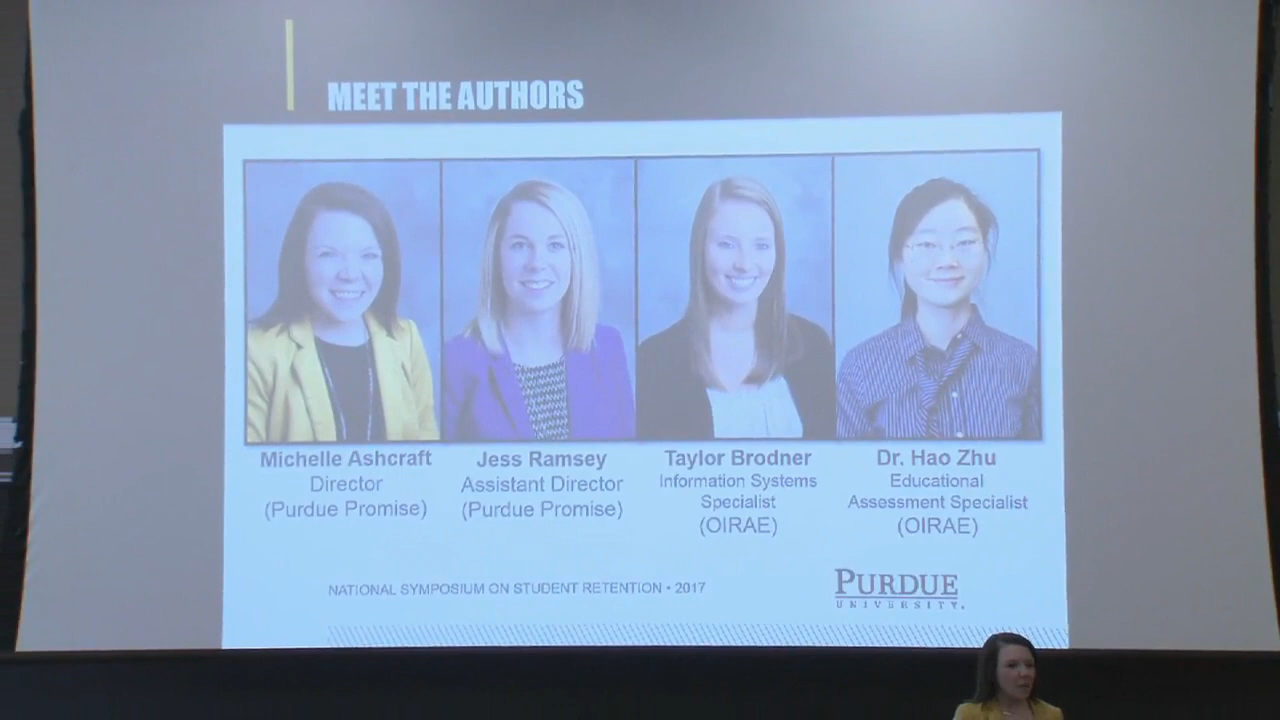 MEET THE AUTHORS
Michelle Ashcraft
Director
(Purdue Promise)
Jess Ramsey
Assistant Director
(Purdue Promise)
Taylor Brodner
Information Systems
Specialist
(OIRAE)
Dr. Hao Zhu
Educational
Assessment Specialist
(OIRAE)
NATIONAL SYMPOSIUM ON STUDENT RETENTION • 2017
PURDUE
UNIVERSITY.